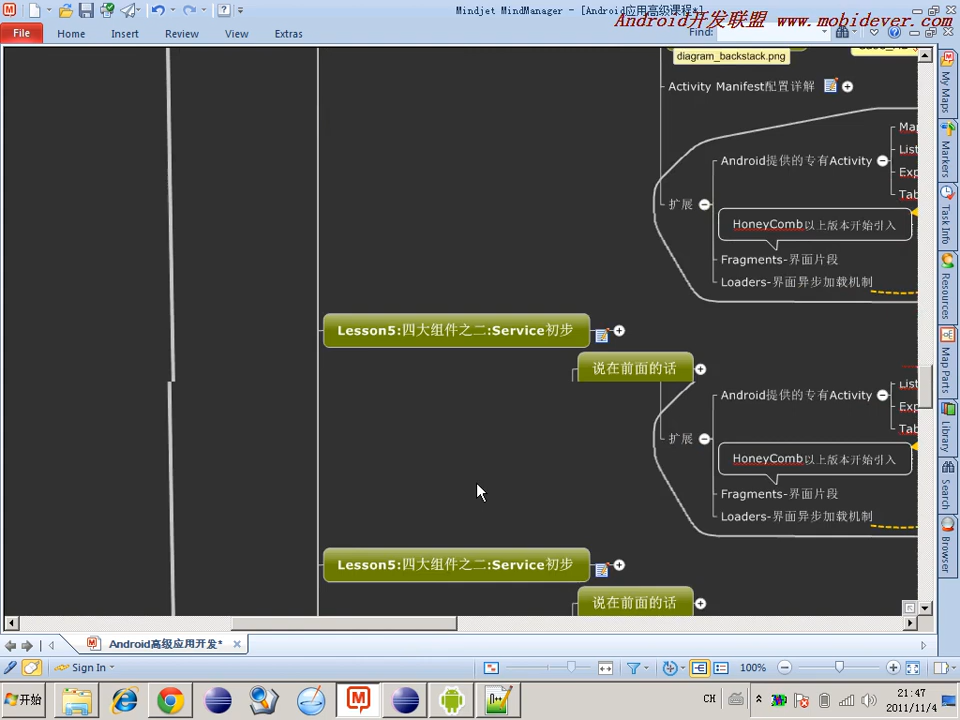 Mindjet MindManager - [Android应用高级课程*]
Android开发联盟 www.mobidever.com
File Home Insert Review View Extras
Find:
diagram_backstack.png
Activity Manifest配置详解
Android提供的专有Activity
扩展
HoneyComb以上版本开始引入
Fragments-界面片段
Loaders-界面异步加载机制
Lesson5:四大组件之二:Service初步
说在前面的话
Android提供的专有Activity
扩展
HoneyComb以上版本开始引入
Fragments-界面片段
Loaders-界面异步加载机制
Lesson5:四大组件之二:Service初步
说在前面的话
My Maps
Markers
Task Info
Resources
Map Parts
Library
Search
Browser
Android高级应用开发*
Sign In
100%
开始
CH
21:47
2011/11/4